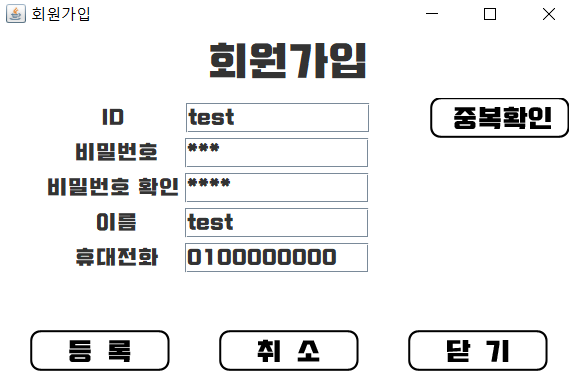 회원가입
회원가입
ID test 중복확인
비밀번호 ***
비밀번호 확인 ****
이름 test
휴대전화 0100000000
등 록 취 소 닫 기